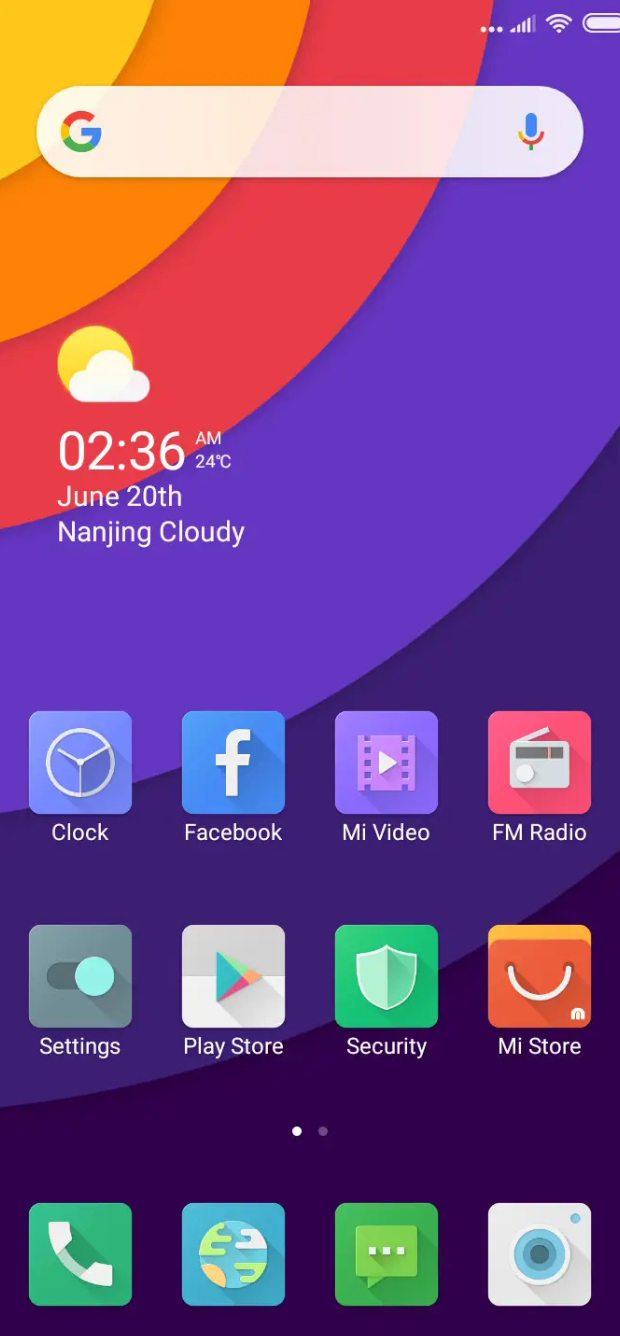 02:36 AM
24℃
June 20th
Nanjing Cloudy
Clock Facebook Mi Video FM Radio
Settings Play Store Security Mi Store